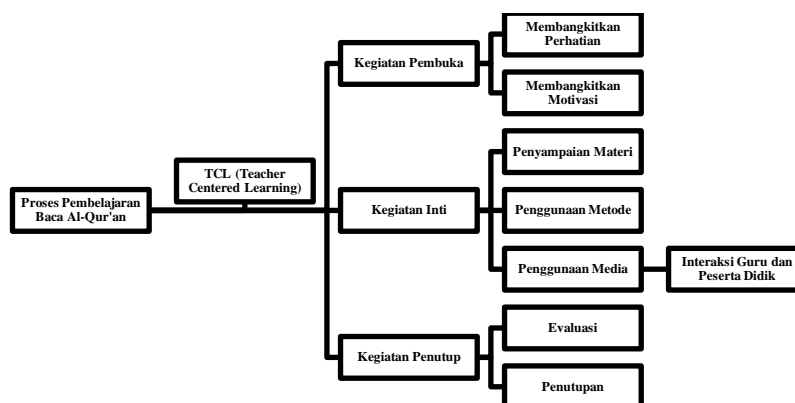 Membangkitkan
Perhatian
Kegiatan Pembuka
Membangkitkan
Motivasi
TCL (Teacher
Centered Learning)
Penyampaian Materi
Proses Pembelajaran
Baca Al-Qur'an
Kegiatan Inti
Penggunaan Metode
Penggunaan Media
Interaksi Guru dan
Peserta Didik
Evaluasi
Kegiatan Penutup
Penutupan